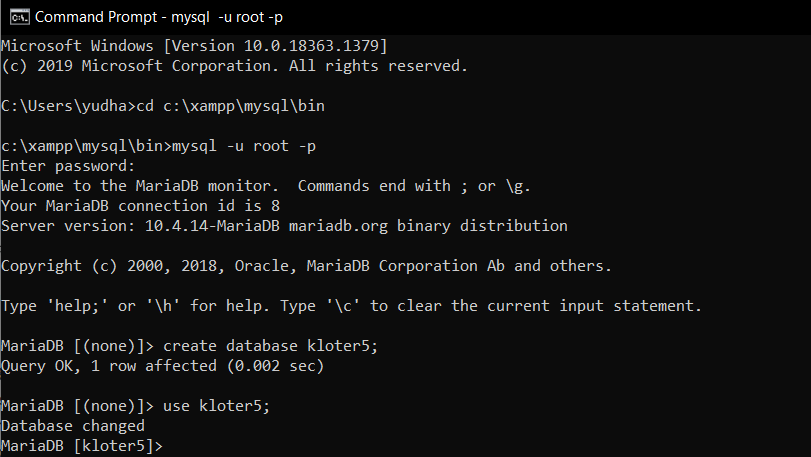 Command Prompt - mysql -u root -p
Microsoft Windows [Version 10.0.18363.1379]
(c) 2019 Microsoft Corporation. All rights reserved.
C:\Users\yudha>cd c:\xampp\mysql\bin
c:\xampp\mysql\bin>mysql -u root -p
Enter password:
Welcome to the MariaDB monitor.  Commands end with ; or \g.
Your MariaDB connection id is 8
Server version: 10.4.14-MariaDB mariadb.org binary distribution
Copyright (c) 2000, 2018, Oracle, MariaDB Corporation Ab and others.
Type 'help;' or '\h' for help. Type '\c' to clear the current input statement.
MariaDB [(none)]> create database kloter5;
Query OK, 1 row affected (0.002 sec)
MariaDB [(none)]> use kloter5;
Database changed
MariaDB [kloter5]>